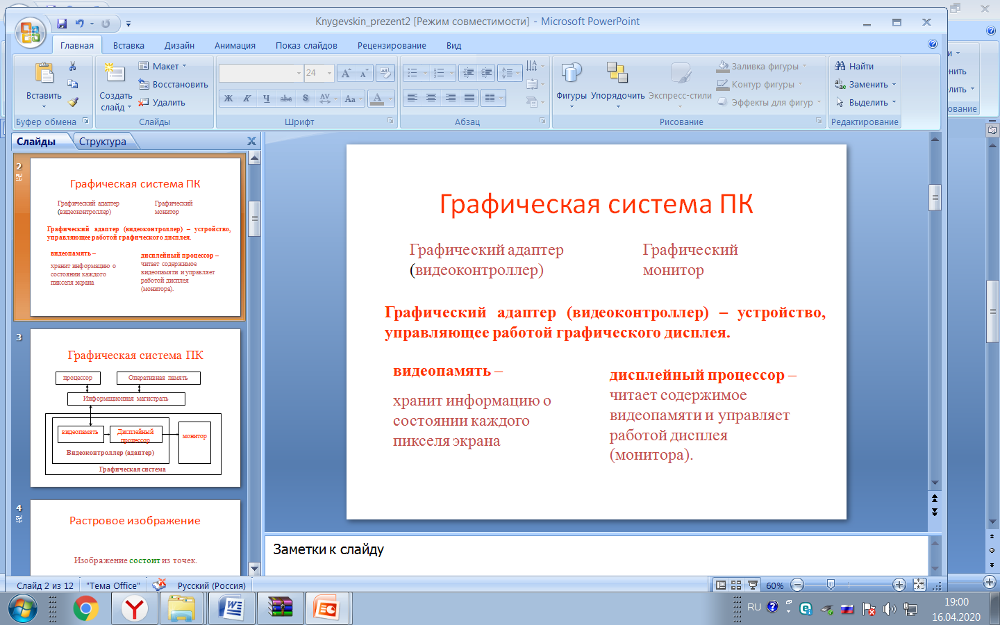 Knygevskin_prezent2 [Режим совместимости] - Microsoft PowerPoint
Главная Вставка Дизайн Анимация Показ слайдов Рецензирование Вид
Вставить
Буфер обмена
Создать слайд
Макет
Восстановить
Удалить
Слайды
24
Ж К Ч abc S AV Aa А
Шрифт
Абзац
Фигуры
Упорядочить
Экспресс-стили
Заливка фигуры
Контур фигуры
Эффекты для фигур
Рисование
Найти
Заменить
Выделить
Редактирование
Слайды Структура
2
Графическая система ПК
Графический адаптер
(видеоконтроллер)
Графический
монитор
Графический адаптер (видеоконтроллер) – устройство,
управляющее работой графического дисплея.
видеопамять –
хранит информацию о
состоянии каждого
пикселя экрана
дисплейный процессор –
читает содержимое
видеопамяти и управляет
работой дисплея
(монитора).
3
Графическая система ПК
процессор
Оперативная память
Информационная магистраль
видеопамять
Дисплейный
процессор
монитор
Видеоконтроллер (адаптер)
Графическая система
4
Растровое изображение
Изображение состоит из точек.
Графическая система ПК
Графический адаптер
(видеоконтроллер)
Графический
монитор
Графический адаптер (видеоконтроллер) – устройство,
управляющее работой графического дисплея.
видеопамять –
хранит информацию о
состоянии каждого
пикселя экрана
дисплейный процессор –
читает содержимое
видеопамяти и управляет
работой дисплея
(монитора).
Заметки к слайду
Слайд 2 из 12 "Тема Office" Русский (Россия)
60%
RU
19:00
16.04.2020